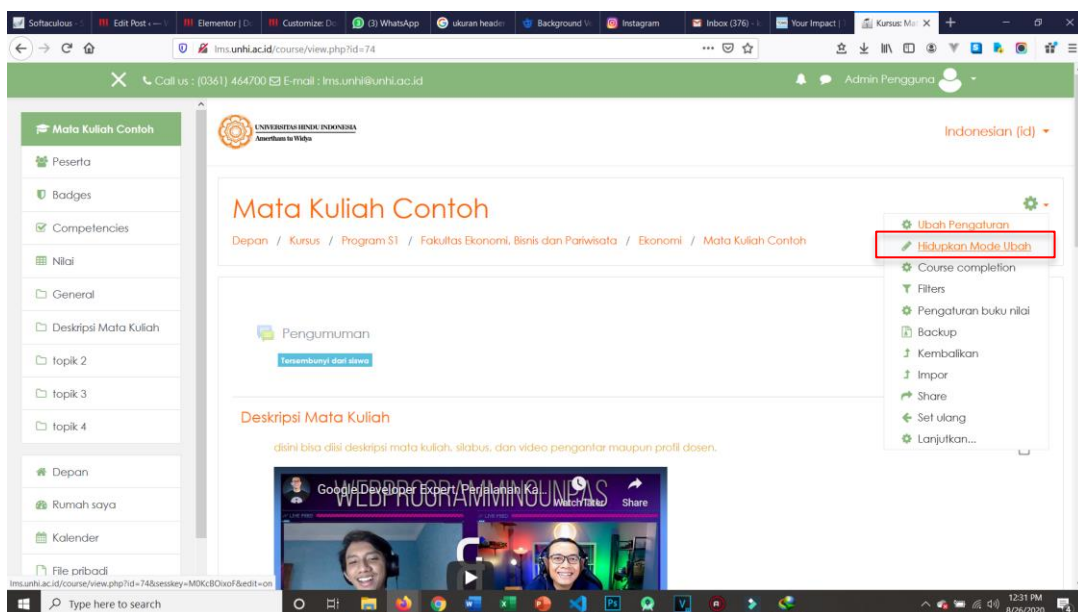 Softaculous -
Edit Post ‹ —
Elementor | Do
Customize: Do
(3) WhatsApp
ukuran header
Background
Instagram
Inbox (376) -
Your Impact |
Kursus: Ma
lms.unhi.ac.id/course/view.php?id=74
Call us : (0361) 464700 E-mail : lms.unhi@unhi.ac.id
Admin Pengguna
UNIVERSITAS HINDU INDONESIA
Amertham tu Widya
Indonesian (id)
Mata Kuliah Contoh
Peserta
Badges
Competencies
Nilai
General
Deskripsi Mata Kuliah
topik 2
topik 3
topik 4
Depan
Rumah saya
Kalender
File pribadi
Mata Kuliah Contoh
Depan / Kursus / Program S1 / Fakultas Ekonomi, Bisnis dan Pariwisata / Ekonomi / Mata Kuliah Contoh
Ubah Pengaturan
Hidupkan Mode Ubah
Course completion
Filters
Pengaturan buku nilai
Backup
Kembalikan
Impor
Share
Set ulang
Lanjutkan...
Pengumuman
Tersembunyi dari siswa
Deskripsi Mata Kuliah
disini bisa diisi deskripsi mata kuliah, silabus, dan video pengantar maupun profil dosen.
Google Developer Expert, Perjalanan Ka...
WEBPROGRAMMINGUNPAS
Watch later
Share
lms.unhi.ac.id/course/view.php?id=74&sesskey=M0KcBOixoF&edit=on
Type here to search
12:31 PM
8/26/2020